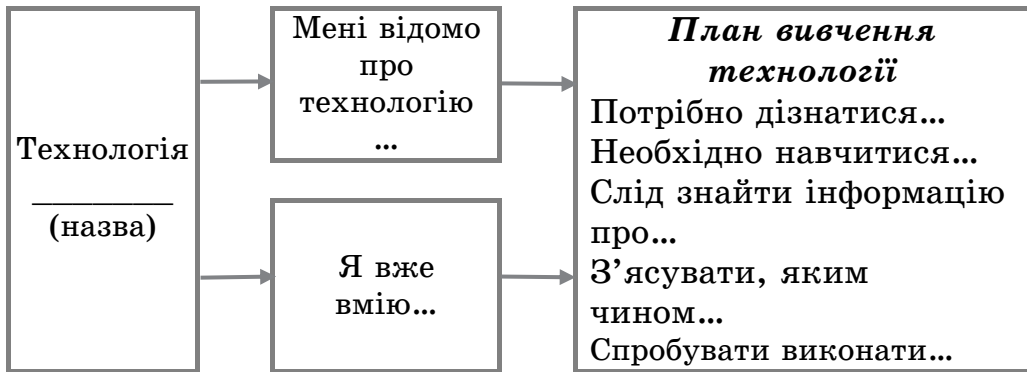 Технологія
_______
(назва)
Мені відомо
про
технологію
...
Я вже
вмію...
План вивчення
технології
Потрібно дізнатися...
Необхідно навчитися...
Слід знайти інформацію
про...
З’ясувати, яким
чином...
Спробувати виконати...